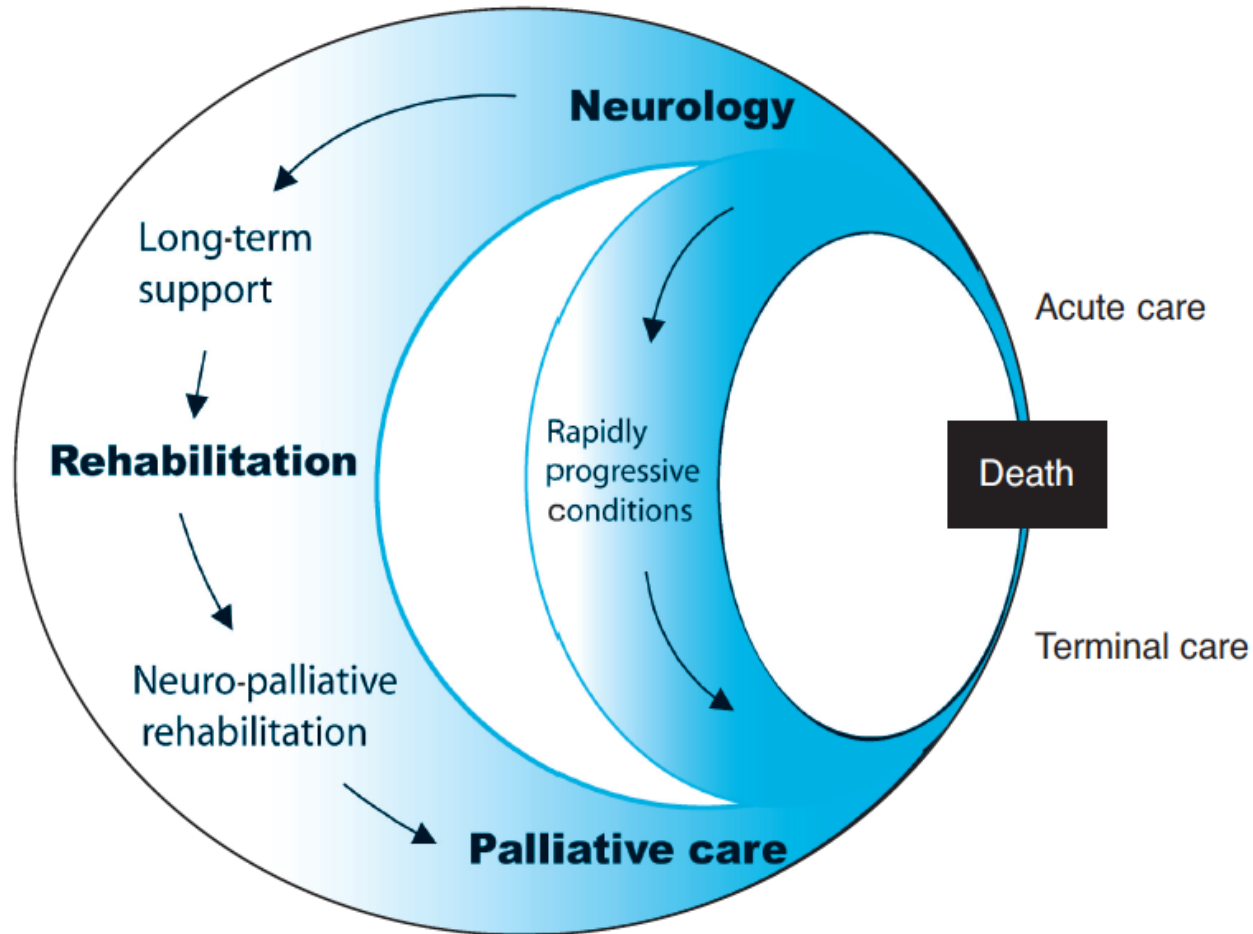 Neurology
Long-term
support
Acute care
Rehabilitation
Rapidly
progressive
conditions
Death
Neuro-palliative
rehabilitation
Terminal care
Palliative care